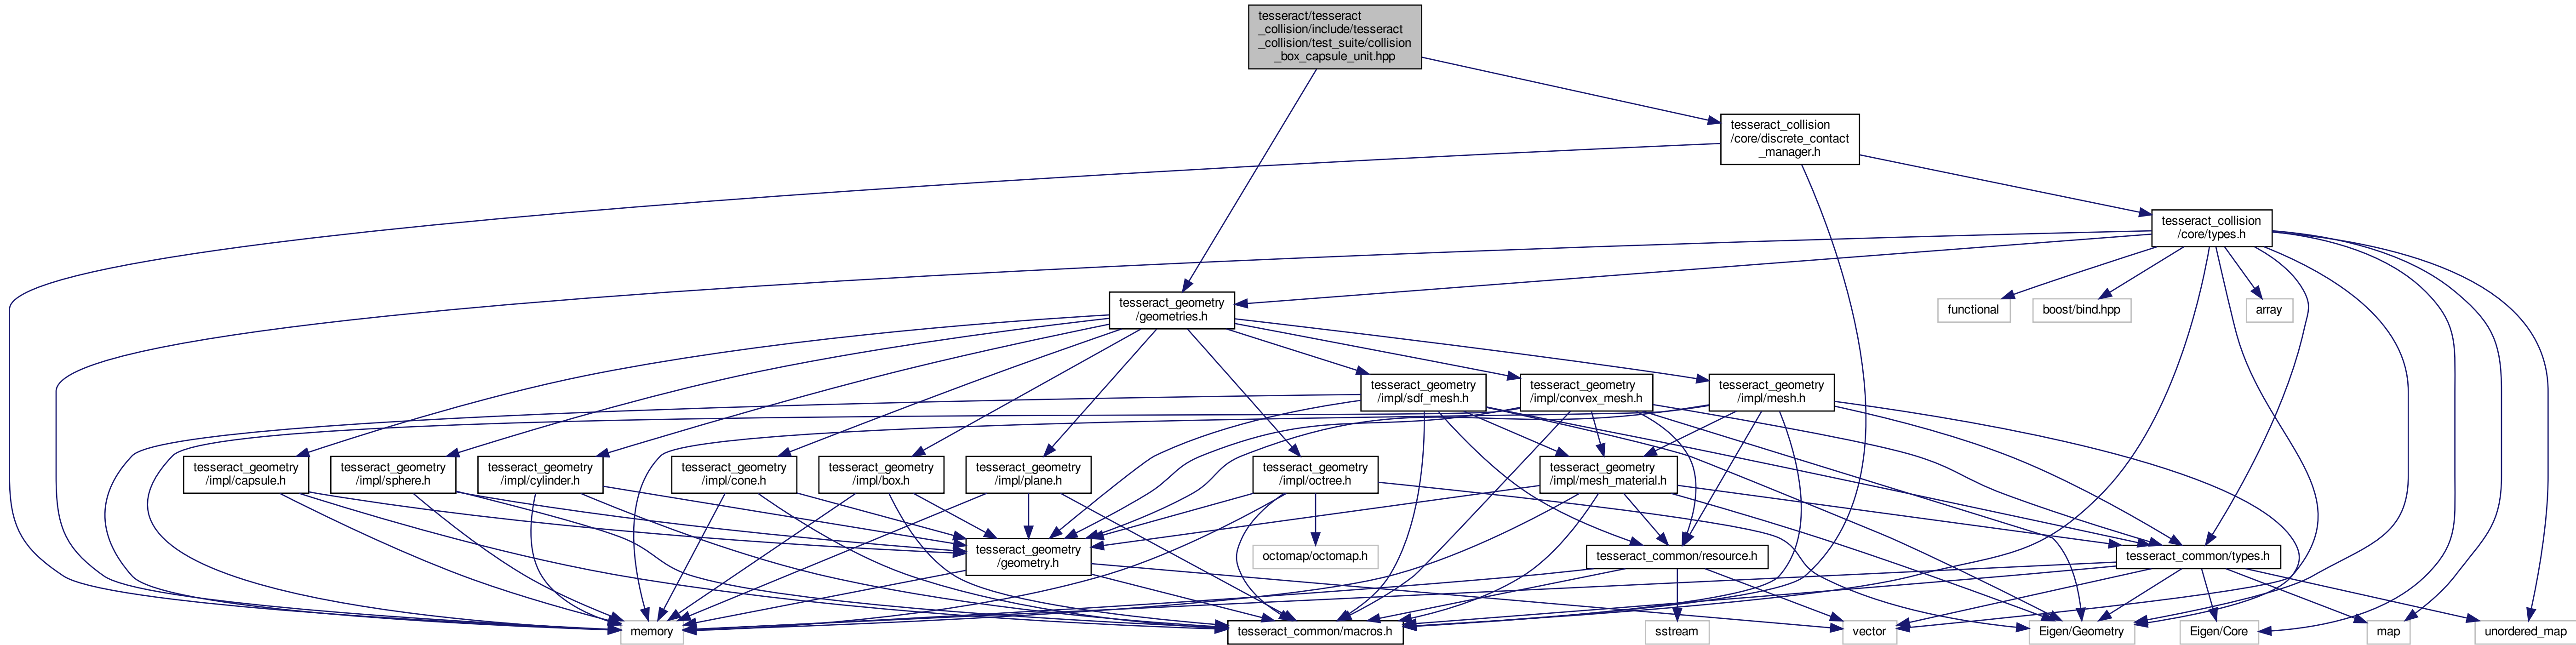 tesseract/tesseract
_collision/include/tesseract
_collision/test_suite/collision
_box_capsule_unit.hpp
tesseract_collision
/core/discrete_contact
_manager.h
tesseract_collision
/core/types.h
tesseract_geometry
/geometries.h
functional
boost/bind.hpp
array
tesseract_geometry
/impl/sdf_mesh.h
tesseract_geometry
/impl/convex_mesh.h
tesseract_geometry
/impl/mesh.h
tesseract_geometry
/impl/capsule.h
tesseract_geometry
/impl/sphere.h
tesseract_geometry
/impl/cylinder.h
tesseract_geometry
/impl/cone.h
tesseract_geometry
/impl/box.h
tesseract_geometry
/impl/plane.h
tesseract_geometry
/impl/octree.h
tesseract_geometry
/impl/mesh_material.h
tesseract_geometry
/geometry.h
octomap/octomap.h
tesseract_common/resource.h
tesseract_common/types.h
memory
tesseract_common/macros.h
sstream
vector
Eigen/Geometry
Eigen/Core
map
unordered_map